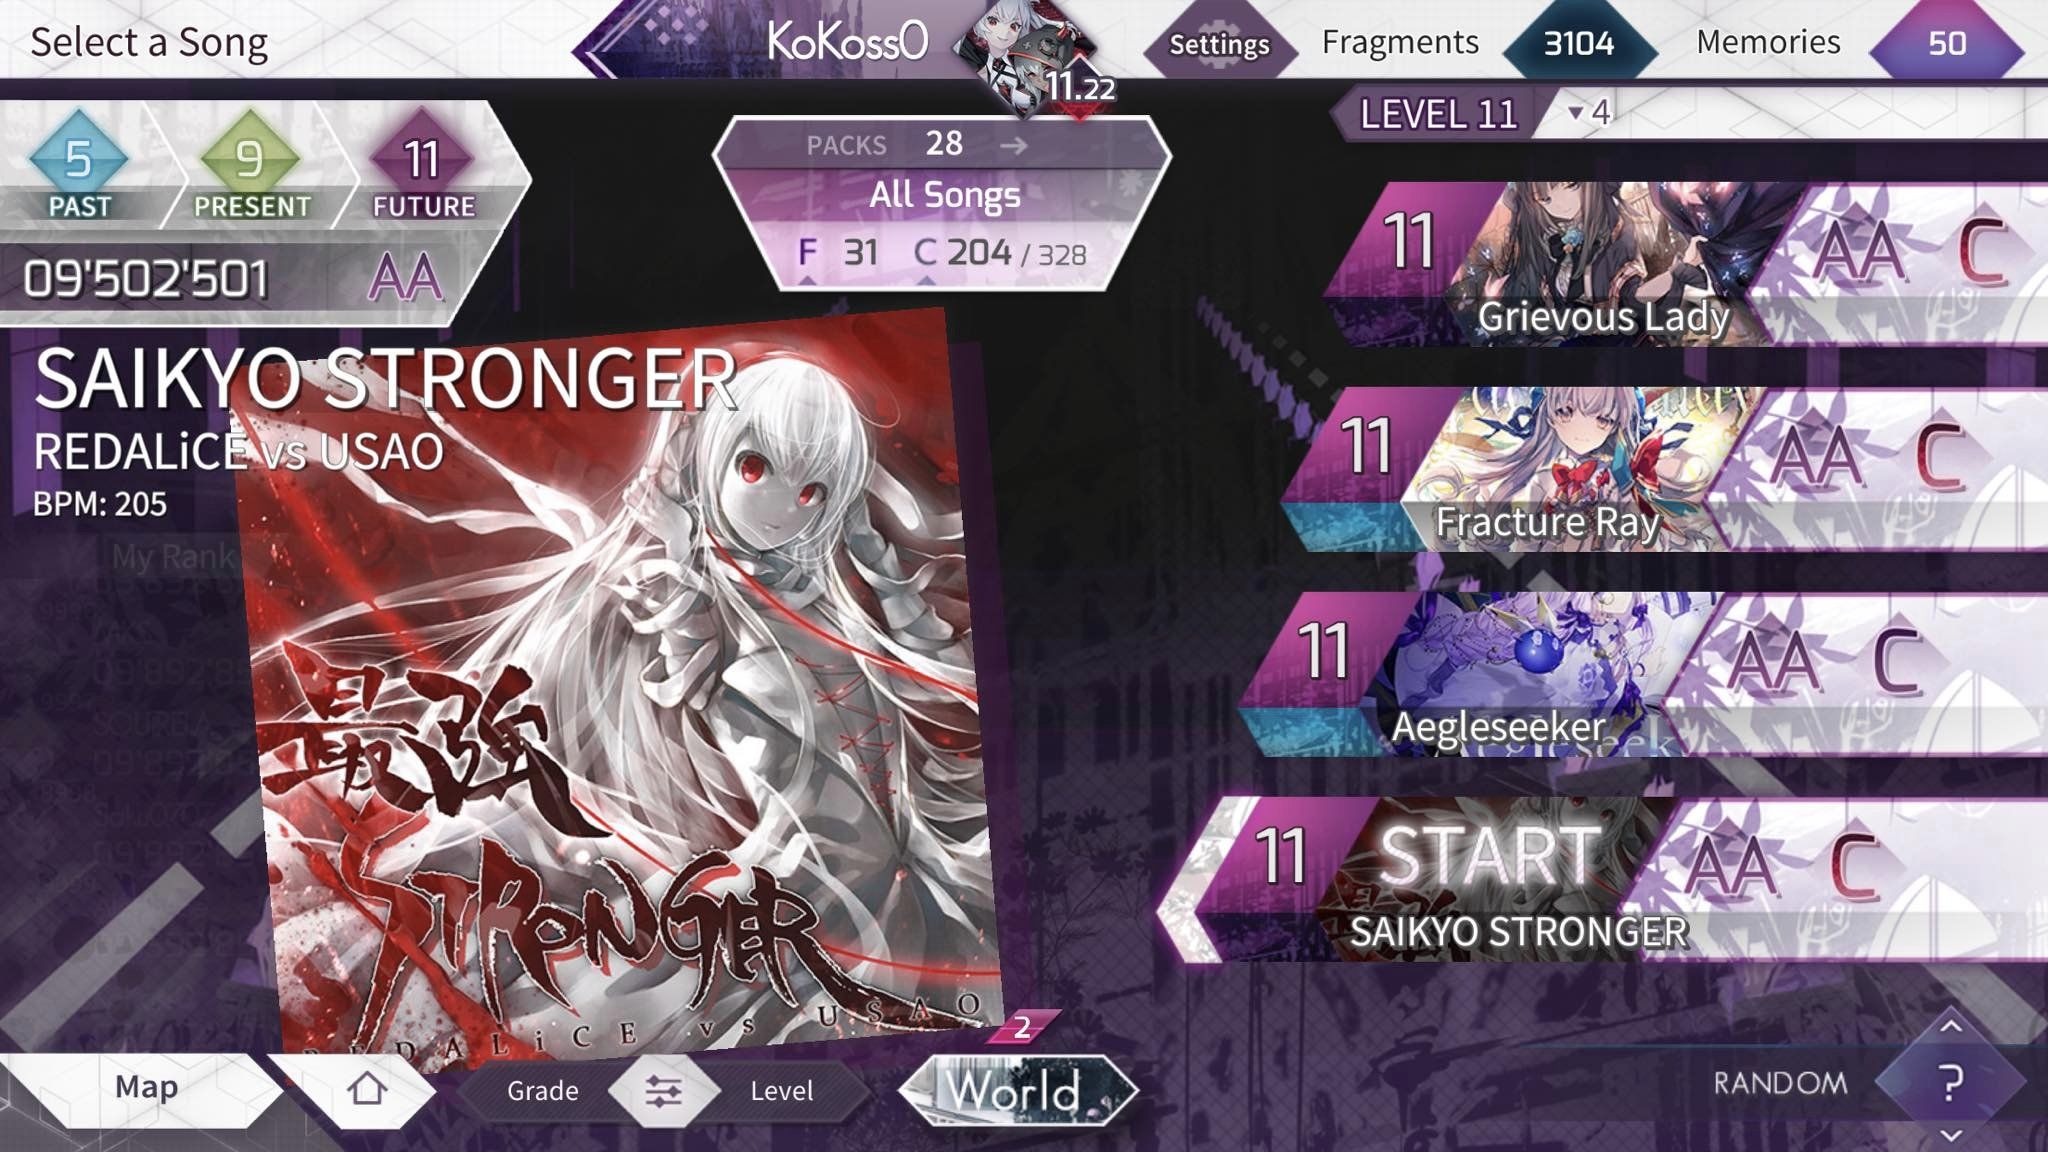 Select a Song
KoKoss0
11.22
Settings
Fragments
3104
Memories
50
5
PAST
9
PRESENT
11
FUTURE
09'502'501 AA
PACKS 28 →
All Songs
F 31 C 204 / 328
LEVEL 11 ▾4
SAIKYO STRONGER
REDALiCE vs USAO
BPM: 205
My Rank
最強
STRONGER
REDALiCE vs USAO
11
AA C
Grievous Lady
11
AA C
Fracture Ray
11
AA C
Aegleseeker
11
START
AA C
SAIKYO STRONGER
Map
Grade
Level
2
World
RANDOM
?